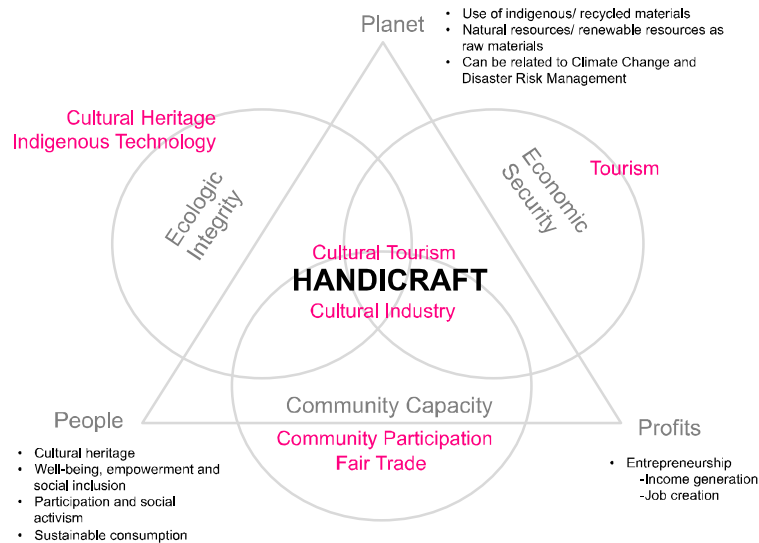 Planet
• Use of indigenous/ recycled materials
• Natural resources/ renewable resources as
raw materials
• Can be related to Climate Change and
Disaster Risk Management
Cultural Heritage
Indigenous Technology
Ecologic
Integrity
Economic
Security
Tourism
Cultural Tourism
HANDICRAFT
Cultural Industry
Community Capacity
Community Participation
Fair Trade
People
• Cultural heritage
• Well-being, empowerment and
social inclusion
• Participation and social
activism
• Sustainable consumption
Profits
• Entrepreneurship
-Income generation
-Job creation